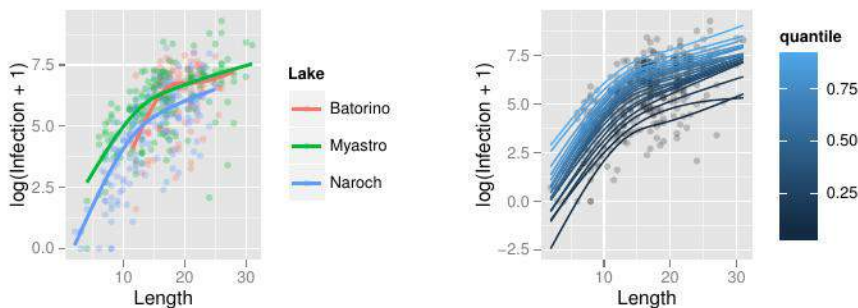 log(Infection + 1)
7.5
5.0
2.5
0.0
10
20
30
Length
Lake
Batorino
Myastro
Naroch
log(Infection + 1)
7.5
5.0
2.5
0.0
−2.5
10
20
30
Length
quantile
0.75
0.50
0.25